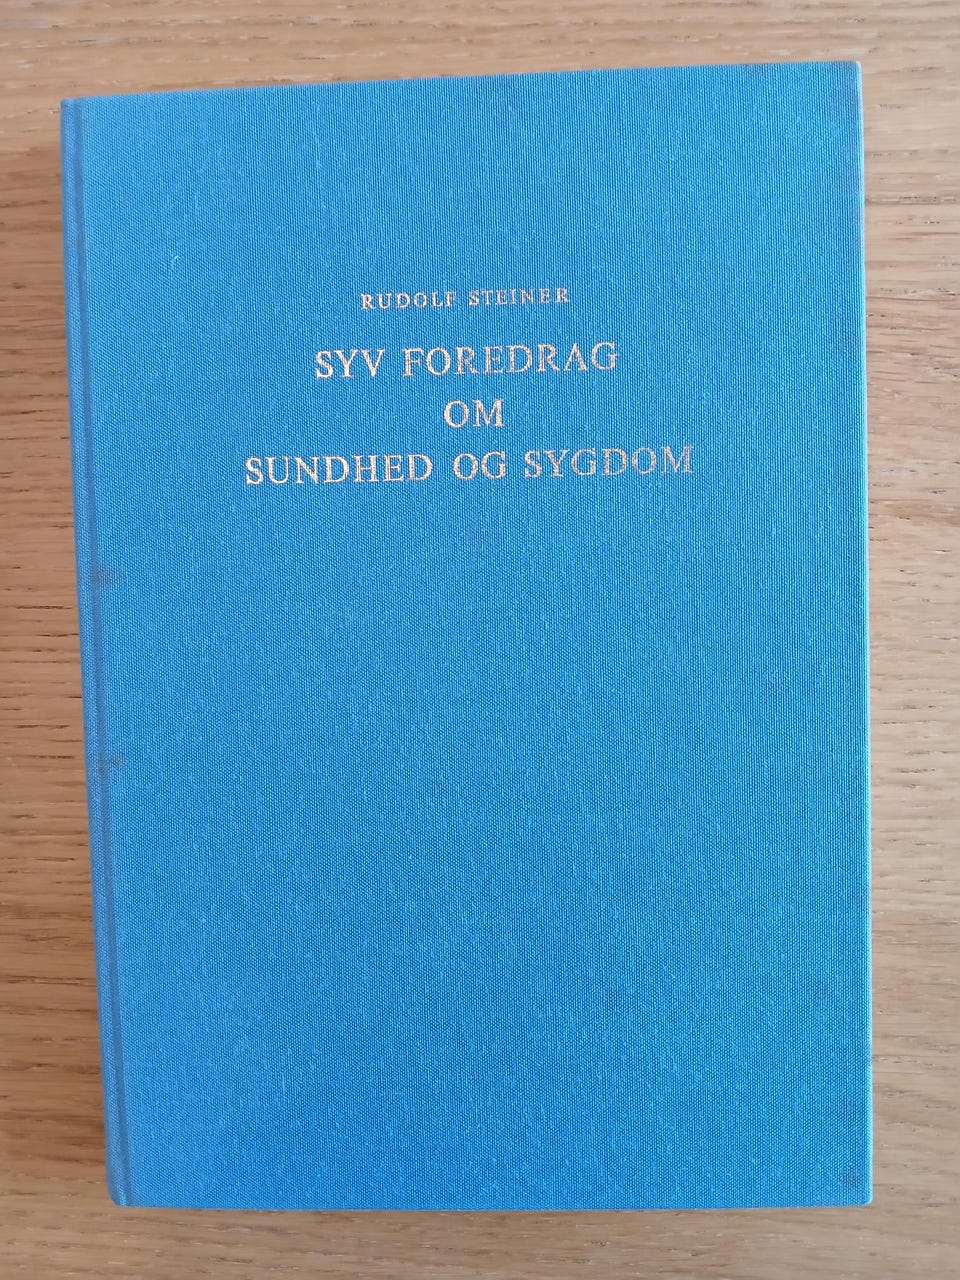 RUDOLF STEINER
SYV FOREDRAG
OM
SUNDHED OG SYGDOM